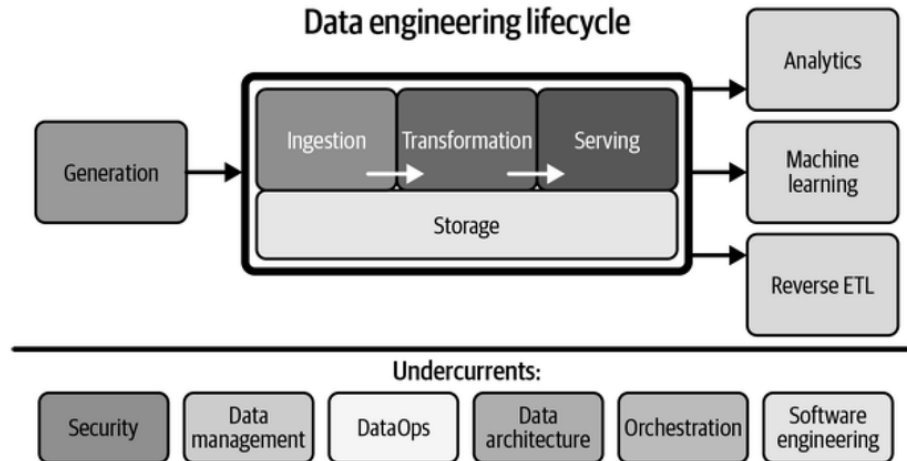 Data engineering lifecycle
Generation
Ingestion
Transformation
Serving
Storage
Analytics
Machine
learning
Reverse ETL
Undercurrents:
Security
Data
management
DataOps
Data
architecture
Orchestration
Software
engineering